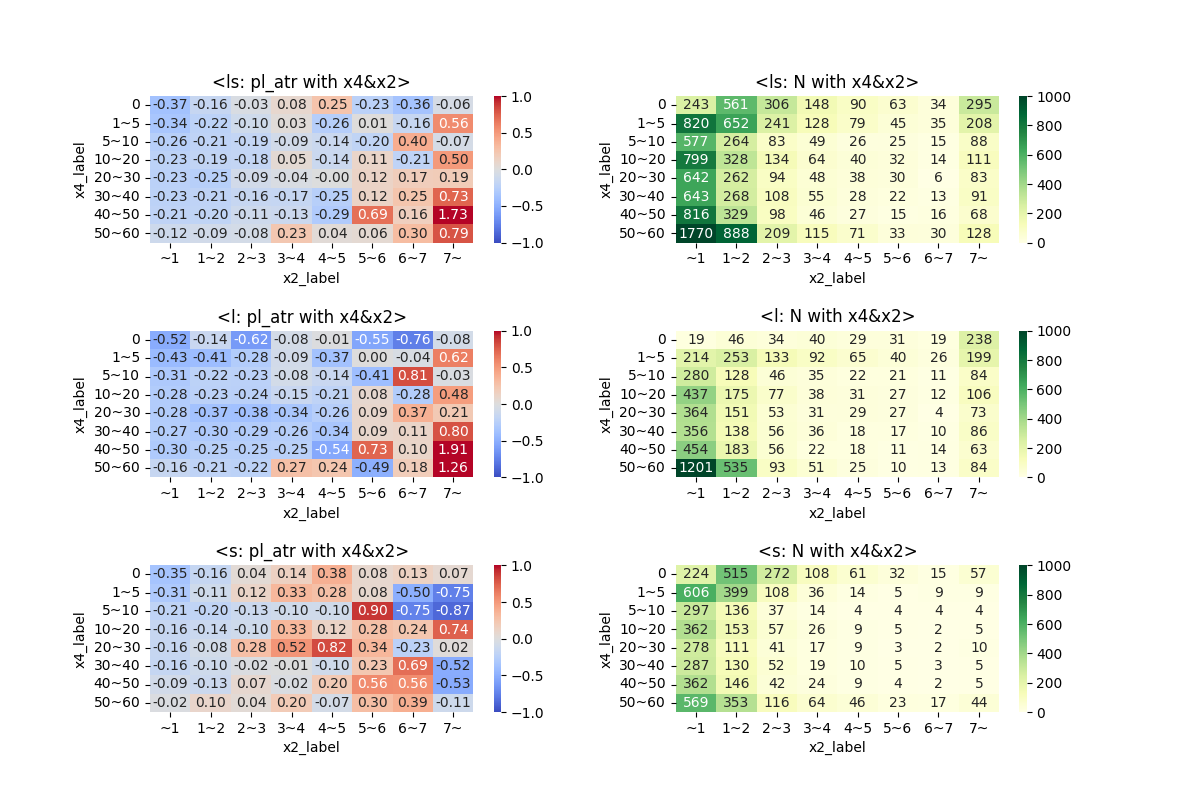 <ls: pl_atr with x4&x2>
x4_label
0 -0.37 -0.16 -0.03 0.08 0.25 -0.23 -0.36 -0.06
1~5 -0.34 -0.22 -0.10 0.03 -0.26 0.01 -0.16 0.56
5~10 -0.26 -0.21 -0.19 -0.09 -0.14 -0.20 0.40 -0.07
10~20 -0.23 -0.19 -0.18 0.05 -0.14 0.11 -0.21 0.50
20~30 -0.23 -0.25 -0.09 -0.04 -0.00 0.12 0.17 0.19
30~40 -0.23 -0.21 -0.16 -0.17 -0.25 0.12 0.25 0.73
40~50 -0.21 -0.20 -0.11 -0.13 -0.29 0.69 0.16 1.73
50~60 -0.12 -0.09 -0.08 0.23 0.04 0.06 0.30 0.79
~1 1~2 2~3 3~4 4~5 5~6 6~7 7~
x2_label
1.0
0.5
0.0
−0.5
−1.0
<ls: N with x4&x2>
x4_label
0 243 561 306 148 90 63 34 295
1~5 820 652 241 128 79 45 35 208
5~10 577 264 83 49 26 25 15 88
10~20 799 328 134 64 40 32 14 111
20~30 642 262 94 48 38 30 6 83
30~40 643 268 108 55 28 22 13 91
40~50 816 329 98 46 27 15 16 68
50~60 1770 888 209 115 71 33 30 128
~1 1~2 2~3 3~4 4~5 5~6 6~7 7~
x2_label
1000
800
600
400
200
0
<l: pl_atr with x4&x2>
x4_label
0 -0.52 -0.14 -0.62 -0.08 -0.01 -0.55 -0.76 -0.08
1~5 -0.43 -0.41 -0.28 -0.09 -0.37 0.00 -0.04 0.62
5~10 -0.31 -0.22 -0.23 -0.08 -0.14 -0.41 0.81 -0.03
10~20 -0.28 -0.23 -0.24 -0.15 -0.21 0.08 -0.28 0.48
20~30 -0.28 -0.37 -0.38 -0.34 -0.26 0.09 0.37 0.21
30~40 -0.27 -0.30 -0.29 -0.26 -0.34 0.09 0.11 0.80
40~50 -0.30 -0.25 -0.25 -0.25 -0.54 0.73 0.10 1.91
50~60 -0.16 -0.21 -0.22 0.27 0.24 -0.49 0.18 1.26
~1 1~2 2~3 3~4 4~5 5~6 6~7 7~
x2_label
1.0
0.5
0.0
−0.5
−1.0
<l: N with x4&x2>
x4_label
0 19 46 34 40 29 31 19 238
1~5 214 253 133 92 65 40 26 199
5~10 280 128 46 35 22 21 11 84
10~20 437 175 77 38 31 27 12 106
20~30 364 151 53 31 29 27 4 73
30~40 356 138 56 36 18 17 10 86
40~50 454 183 56 22 18 11 14 63
50~60 1201 535 93 51 25 10 13 84
~1 1~2 2~3 3~4 4~5 5~6 6~7 7~
x2_label
1000
800
600
400
200
0
<s: pl_atr with x4&x2>
x4_label
0 -0.35 -0.16 0.04 0.14 0.38 0.08 0.13 0.07
1~5 -0.31 -0.11 0.12 0.33 0.28 0.08 -0.50 -0.75
5~10 -0.21 -0.20 -0.13 -0.10 -0.10 0.90 -0.75 -0.87
10~20 -0.16 -0.14 -0.10 0.33 0.12 0.28 0.24 0.74
20~30 -0.16 -0.08 0.28 0.52 0.82 0.34 -0.23 0.02
30~40 -0.16 -0.10 -0.02 -0.01 -0.10 0.23 0.69 -0.52
40~50 -0.09 -0.13 0.07 -0.02 0.20 0.56 0.56 -0.53
50~60 -0.02 0.10 0.04 0.20 -0.07 0.30 0.39 -0.11
~1 1~2 2~3 3~4 4~5 5~6 6~7 7~
x2_label
1.0
0.5
0.0
−0.5
−1.0
<s: N with x4&x2>
x4_label
0 224 515 272 108 61 32 15 57
1~5 606 399 108 36 14 5 9 9
5~10 297 136 37 14 4 4 4 4
10~20 362 153 57 26 9 5 2 5
20~30 278 111 41 17 9 3 2 10
30~40 287 130 52 19 10 5 3 5
40~50 362 146 42 24 9 4 2 5
50~60 569 353 116 64 46 23 17 44
~1 1~2 2~3 3~4 4~5 5~6 6~7 7~
x2_label
1000
800
600
400
200
0